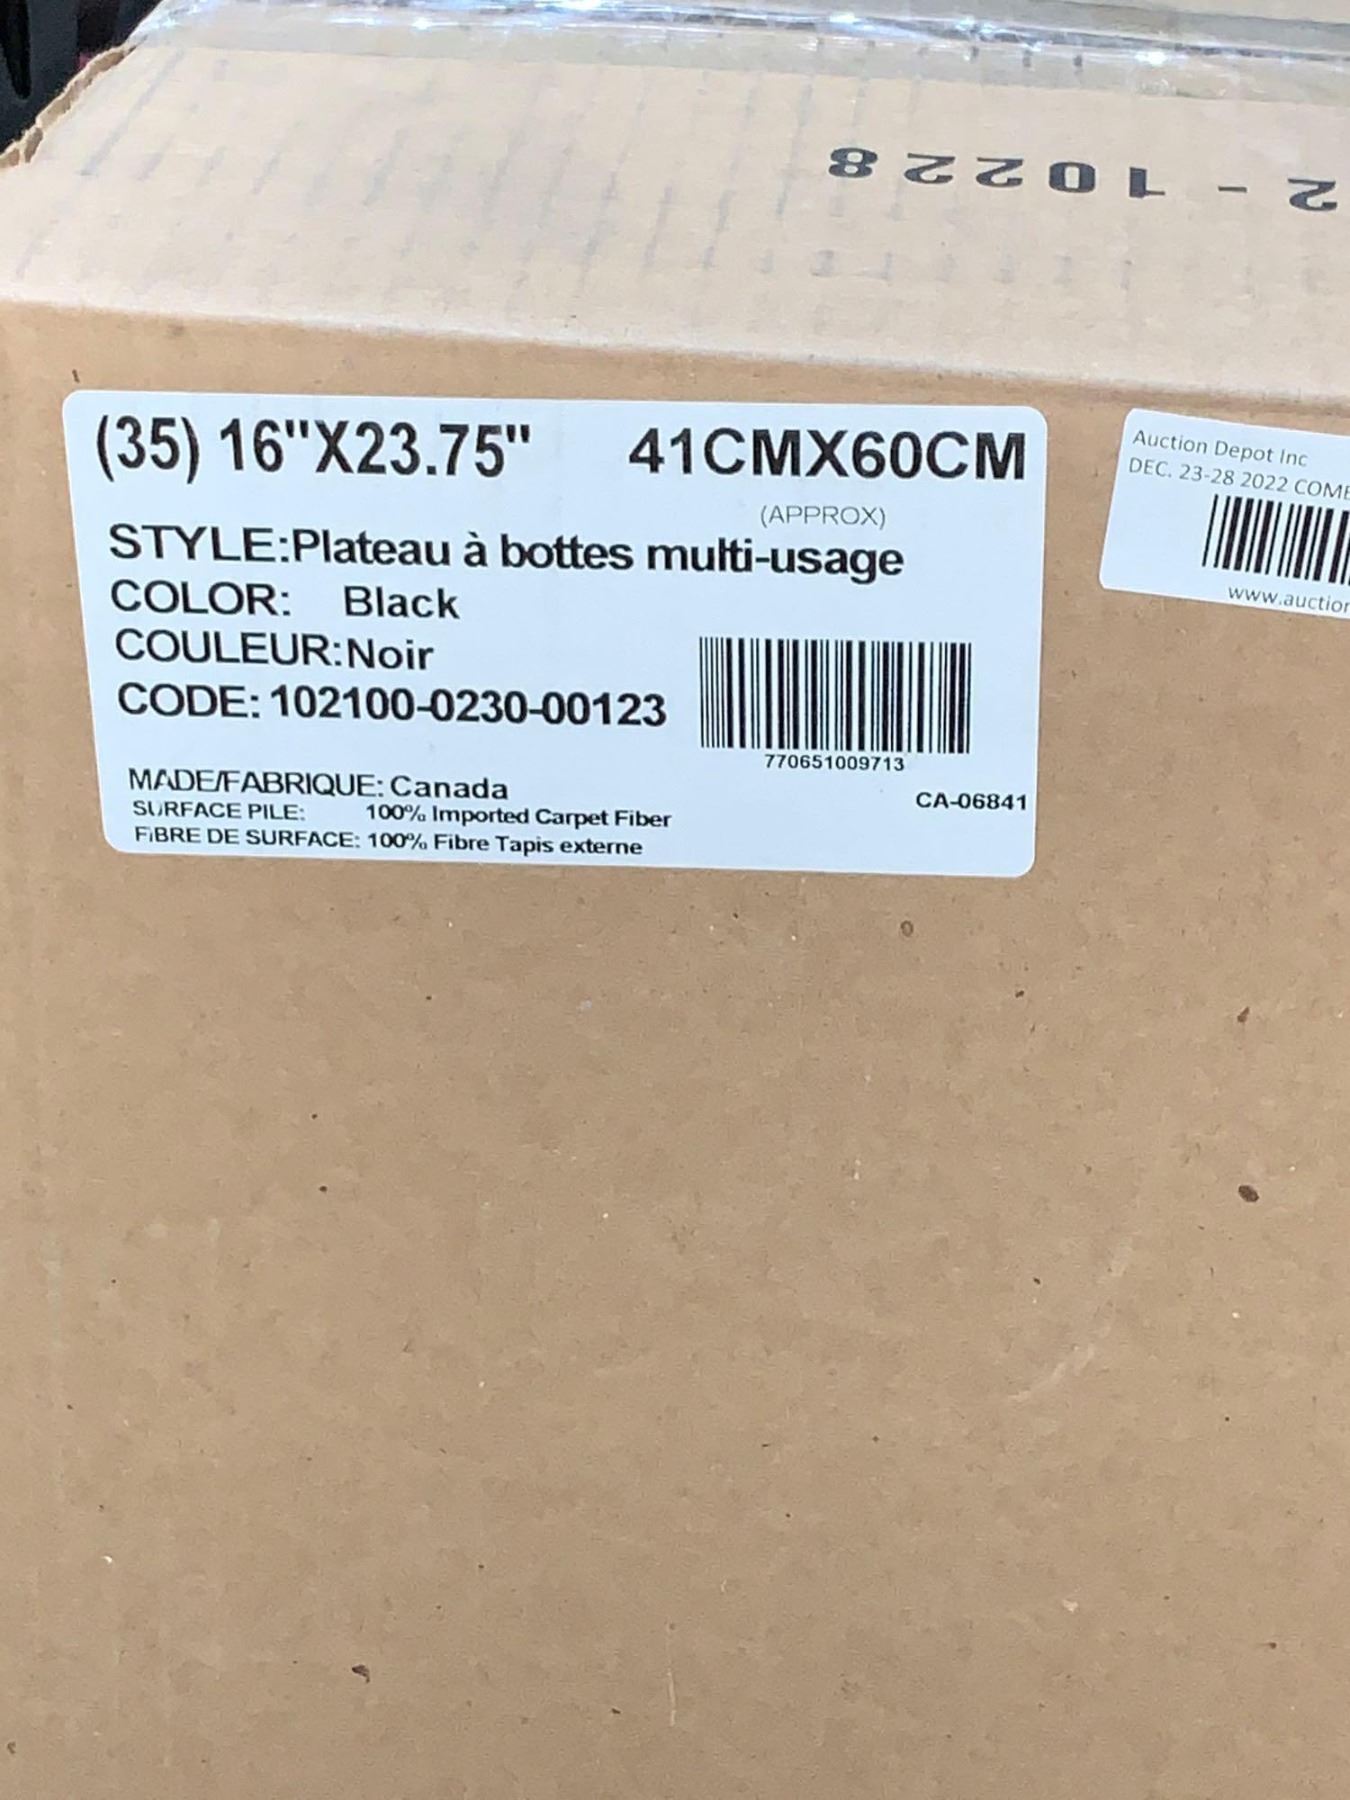 2 - 10228
(35) 16"X23.75" 41CMX60CM
(APPROX)
STYLE:Plateau à bottes multi-usage
COLOR: Black
COULEUR:Noir
CODE: 102100-0230-00123
770651009713
MADE/FABRIQUE: Canada
CA-06841
SURFACE PILE: 100% Imported Carpet Fiber
FIBRE DE SURFACE: 100% Fibre Tapis externe
Auction Depot Inc
DEC. 23-28 2022
www.auction